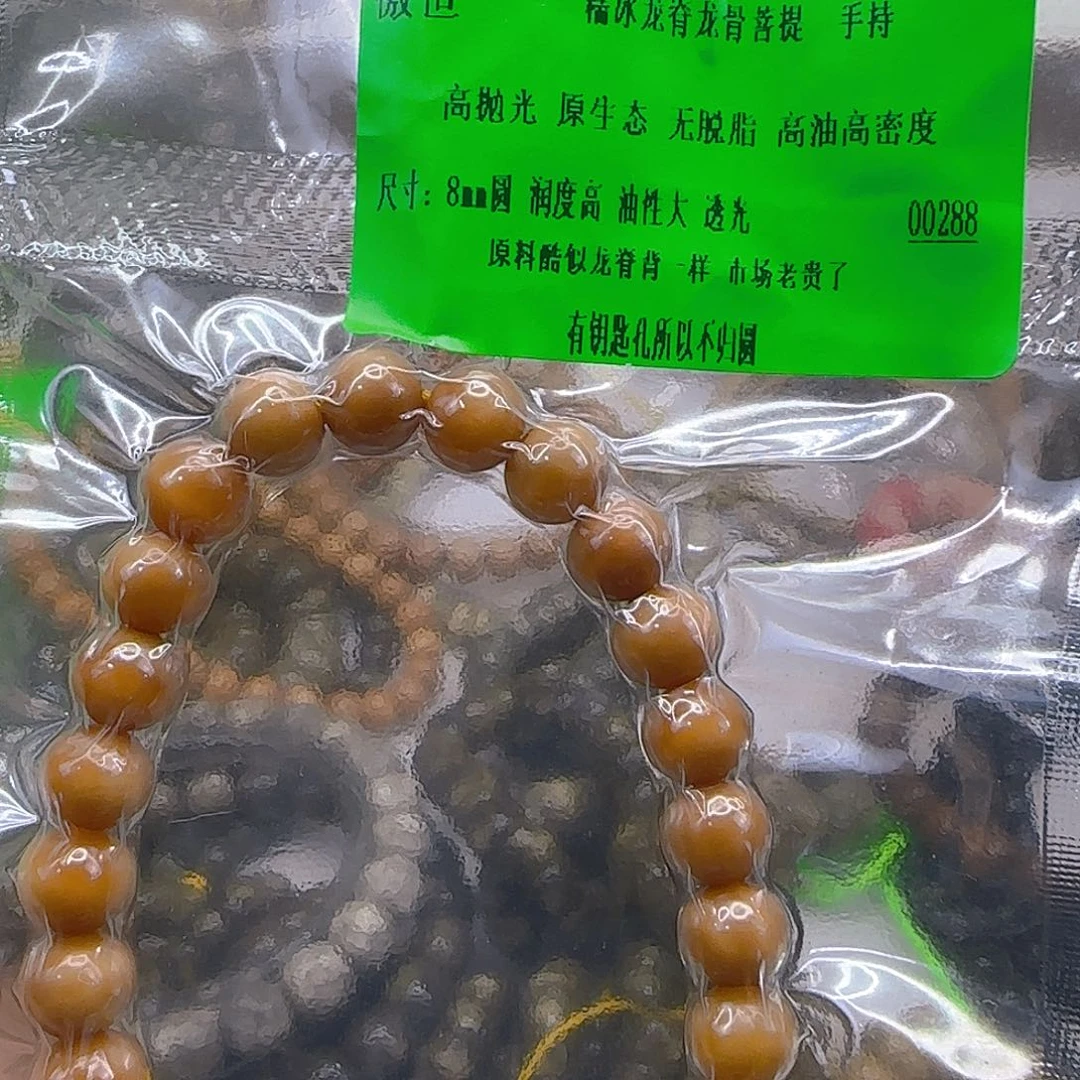 糯冰龙脊龙骨菩提 手持
高抛光 原生态 无脱脂 高油高密度
尺寸: 8mm圆 润度高 油性大 透光
00288
原料酷似龙脊背一样 市场老贵了
有钥匙孔所以不归圆